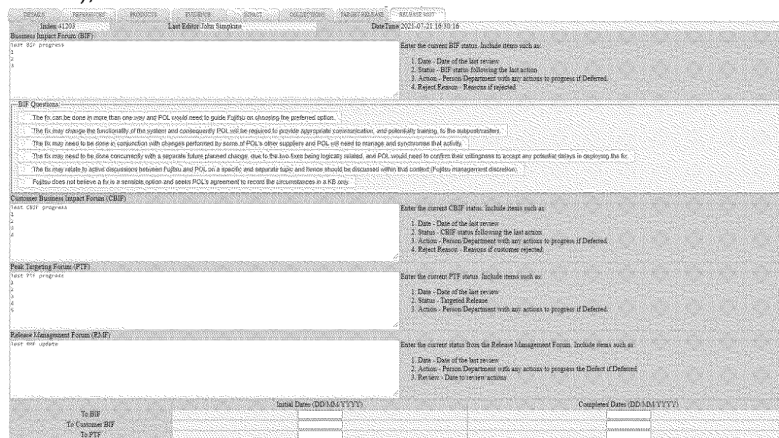 DETAILS REFERENCES PRODUCTS EVIDENCE IMPACT COLLECTIONS TARGET RELEASE RELEASE HOST
Index 41203 Last Editor John Simpkins DateTime 2021-07-21 16:30:16
Business Impact Forum (BIF)
Test BIF progress
1
2
3
Enter the current BIF status. Include items such as:
1. Date - Date of the last review
2. Status - BIF status following the last action
3. Action - Person/Department with any actions to progress if Deferred.
4. Reject Reason - Reasons if rejected
BIF Questions:
The fix can be done in more than one way and POL would need to guide Fujitsu on choosing the preferred option.
The fix may change the functionality of the system and consequently POL will be required to provide appropriate communication, and potentially training, to the subpostmasters.
The fix may need to be done in conjunction with changes performed by some of POL's other suppliers and POL will need to manage and synchronise that activity.
The fix may need to be done concurrently with a separate future planned change, due to the two fixes being logically related, and POL would need to confirm their willingness to accept any potential delays in deploying the fix.
The fix may relate to active discussions between Fujitsu and POL on a specific and separate topic and hence should be discussed within that context (Fujitsu management discretion).
Fujitsu does not believe a fix is a sensible option and seeks POL's agreement to record the circumstances in a KB only.
Customer Business Impact Forum (CBIF)
Test CBIF progress
1
2
3
4
Enter the current CBIF status. Include items such as:
1. Date - Date of the last review
2. Status - CBIF status following the last action
3. Action - Person/Department with any actions to progress if Deferred.
4. Reject Reason - Reasons if customer rejected.
Peak Targeting Forum (PTF)
Test PTF progress
1
2
3
4
5
Enter the current PTF status. Include items such as:
1. Date - Date of the last review
2. Status - Targeted Release
3. Action - Person/Department with any actions to progress if Deferred.
Release Management Forum (RMF)
Test RMF update
Enter the current status from the Release Management Forum. Include items such as:
1. Date - Date of the last review
2. Action - Person/Department with any actions to progress the Defect if Deferred
3. Review - Date to review actions
Initial Dates (DD/MM/YYYY) Completed Dates (DD/MM/YYYY)
To BIF
To Customer BIF
To PTF